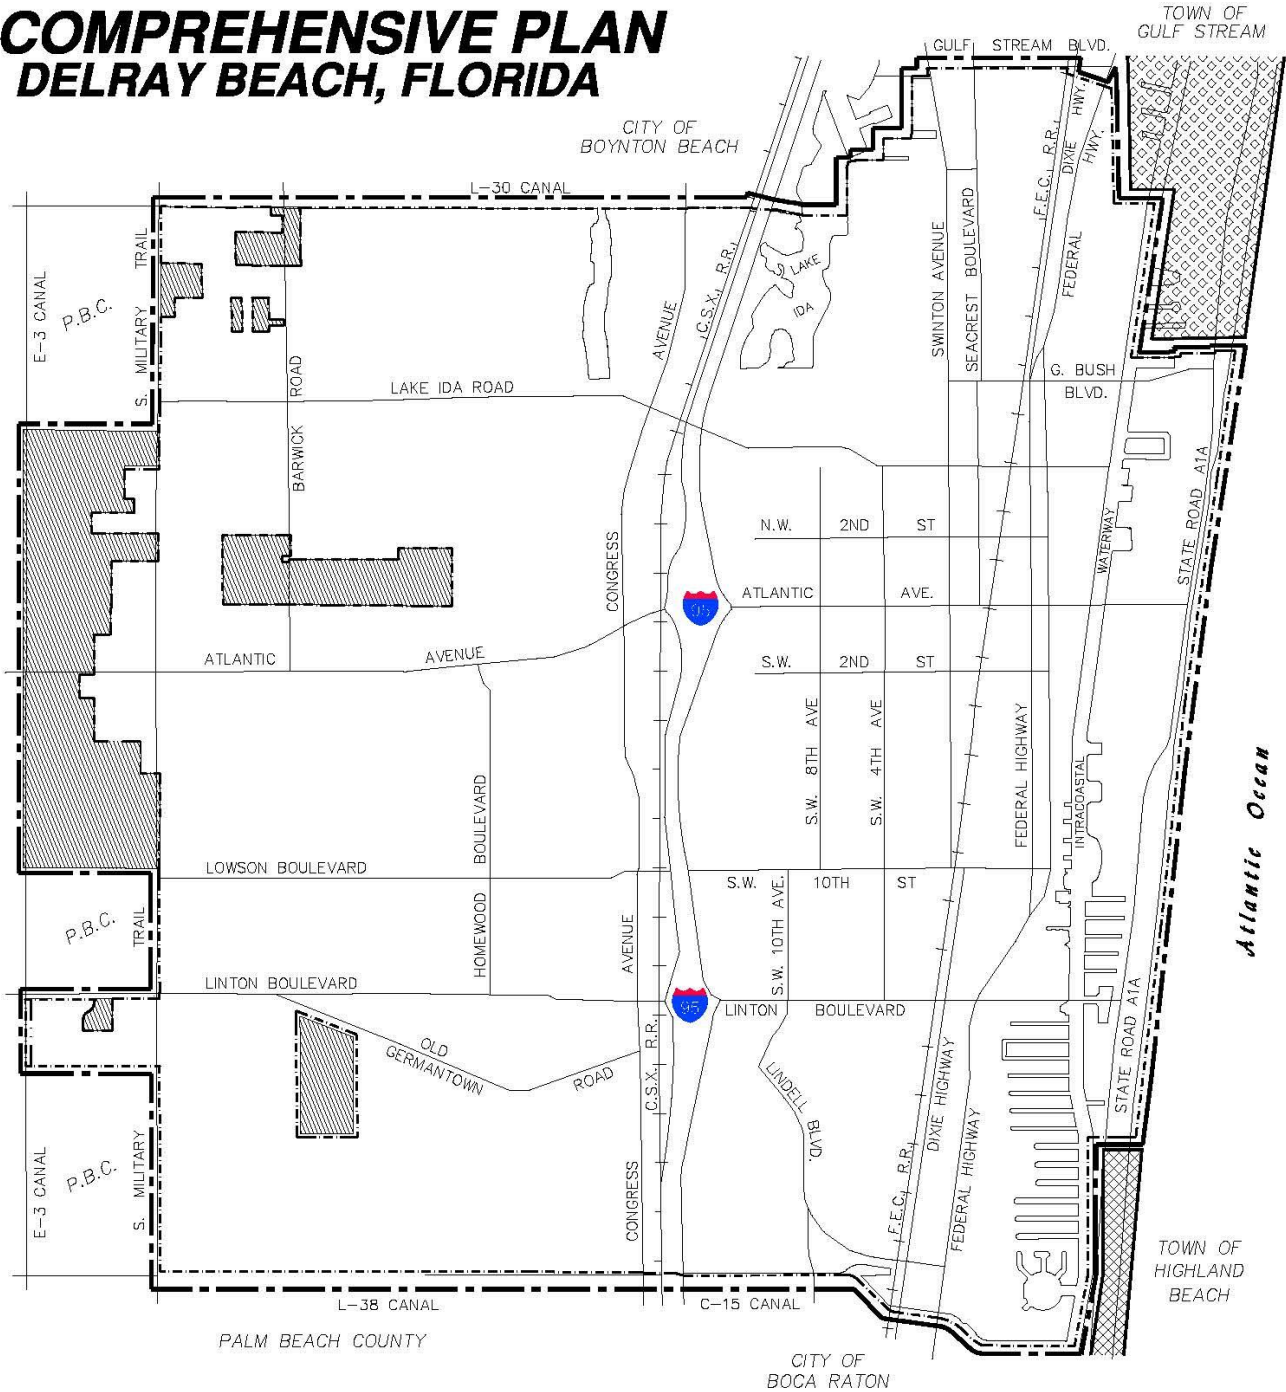 COMPREHENSIVE PLAN
DELRAY BEACH, FLORIDA
TOWN OF
GULF STREAM
GULF STREAM BLVD.
CITY OF
BOYNTON BEACH
L-30 CANAL
E-3 CANAL
P.B.C.
S. MILITARY TRAIL
BARWICK ROAD
LAKE IDA ROAD
CONGRESS AVENUE
C.S.X. R.R.
LAKE
IDA
SWINTON AVENUE
SEACREST BOULEVARD
F.E.C. R.R.
DIXIE HWY.
FEDERAL HWY.
G. BUSH
BLVD.
N.W. 2ND ST
WATERWAY
STATE ROAD A1A
95
ATLANTIC AVE.
ATLANTIC AVENUE
S.W. 2ND ST
S.W. 8TH AVE
S.W. 4TH AVE
FEDERAL HIGHWAY
INTRACOASTAL
Atlantic Ocean
HOMEWOOD BOULEVARD
LOWSON BOULEVARD
S.W. 10TH ST
S.W. 10TH AVE.
P.B.C.
TRAIL
AVENUE
LINTON BOULEVARD
95
LINTON BOULEVARD
OLD
GERMANTOWN ROAD
C.S.X. R.R.
LINDELL BLVD.
DIXIE HIGHWAY
STATE ROAD A1A
E-3 CANAL
P.B.C.
S. MILITARY
CONGRESS
F.E.C. R.R.
FEDERAL HIGHWAY
TOWN OF
HIGHLAND
BEACH
L-38 CANAL
C-15 CANAL
PALM BEACH COUNTY
CITY OF
BOCA RATON